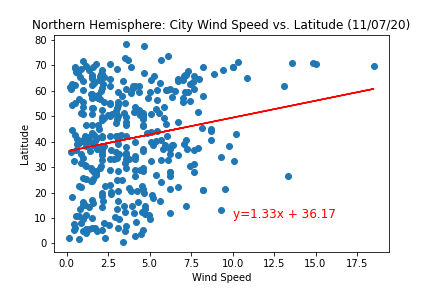 Northern Hemisphere: City Wind Speed vs. Latitude (11/07/20)
80
70
60
50
40
30
20
10
0
Latitude
y=1.33x + 36.17
0.0 2.5 5.0 7.5 10.0 12.5 15.0 17.5
Wind Speed